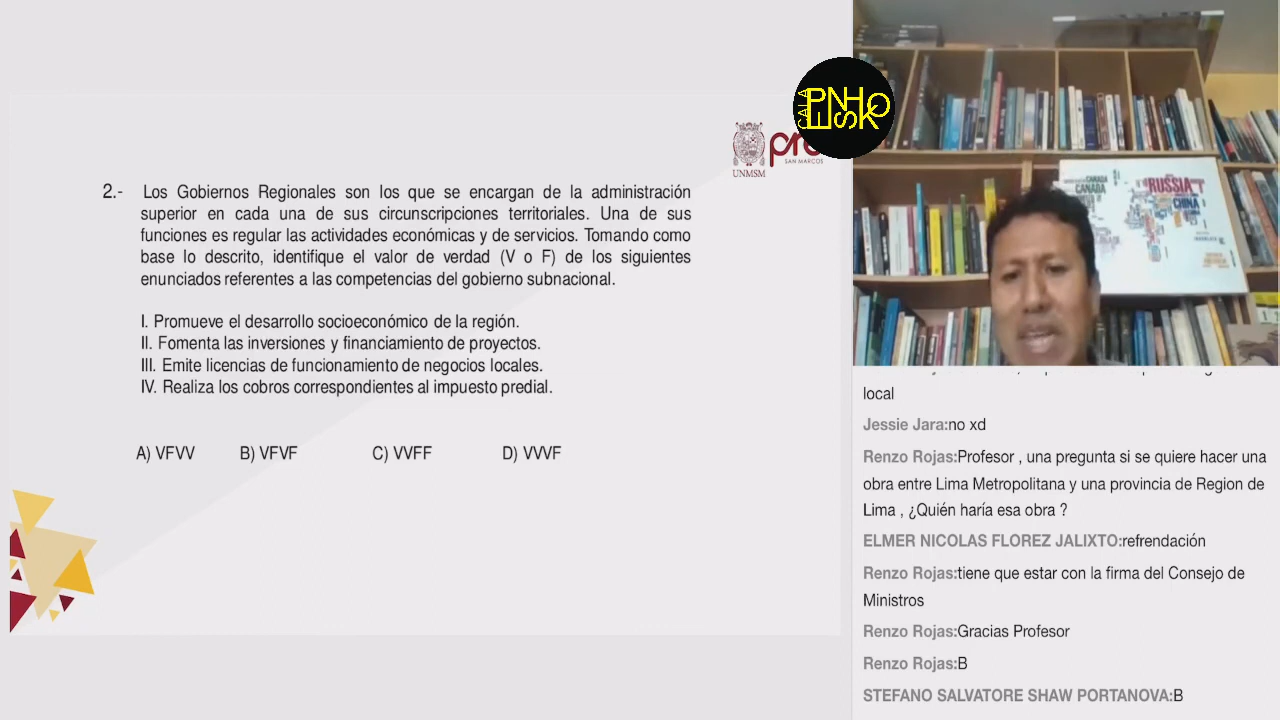 2.- Los Gobiernos Regionales son los que se encargan de la administración
superior en cada una de sus circunscripciones territoriales. Una de sus
funciones es regular las actividades económicas y de servicios. Tomando como
base lo descrito, identifique el valor de verdad (V o F) de los siguientes
enunciados referentes a las competencias del gobierno subnacional.
I. Promueve el desarrollo socioeconómico de la región.
II. Fomenta las inversiones y financiamiento de proyectos.
III. Emite licencias de funcionamiento de negocios locales.
IV. Realiza los cobros correspondientes al impuesto predial.
A) VFVV B) VFVF C) VVFF D) VVVF
UNMSM
SAN MARCOS
CANADA
RUSSIA
CHINA
local
Jessie Jara:no xd
Renzo Rojas:Profesor , una pregunta si se quiere hacer una
obra entre Lima Metropolitana y una provincia de Region de
Lima , ¿Quién haría esa obra ?
ELMER NICOLAS FLOREZ JALIXTO:refrendación
Renzo Rojas:tiene que estar con la firma del Consejo de
Ministros
Renzo Rojas:Gracias Profesor
Renzo Rojas:B
STEFANO SALVATORE SHAW PORTANOVA:B